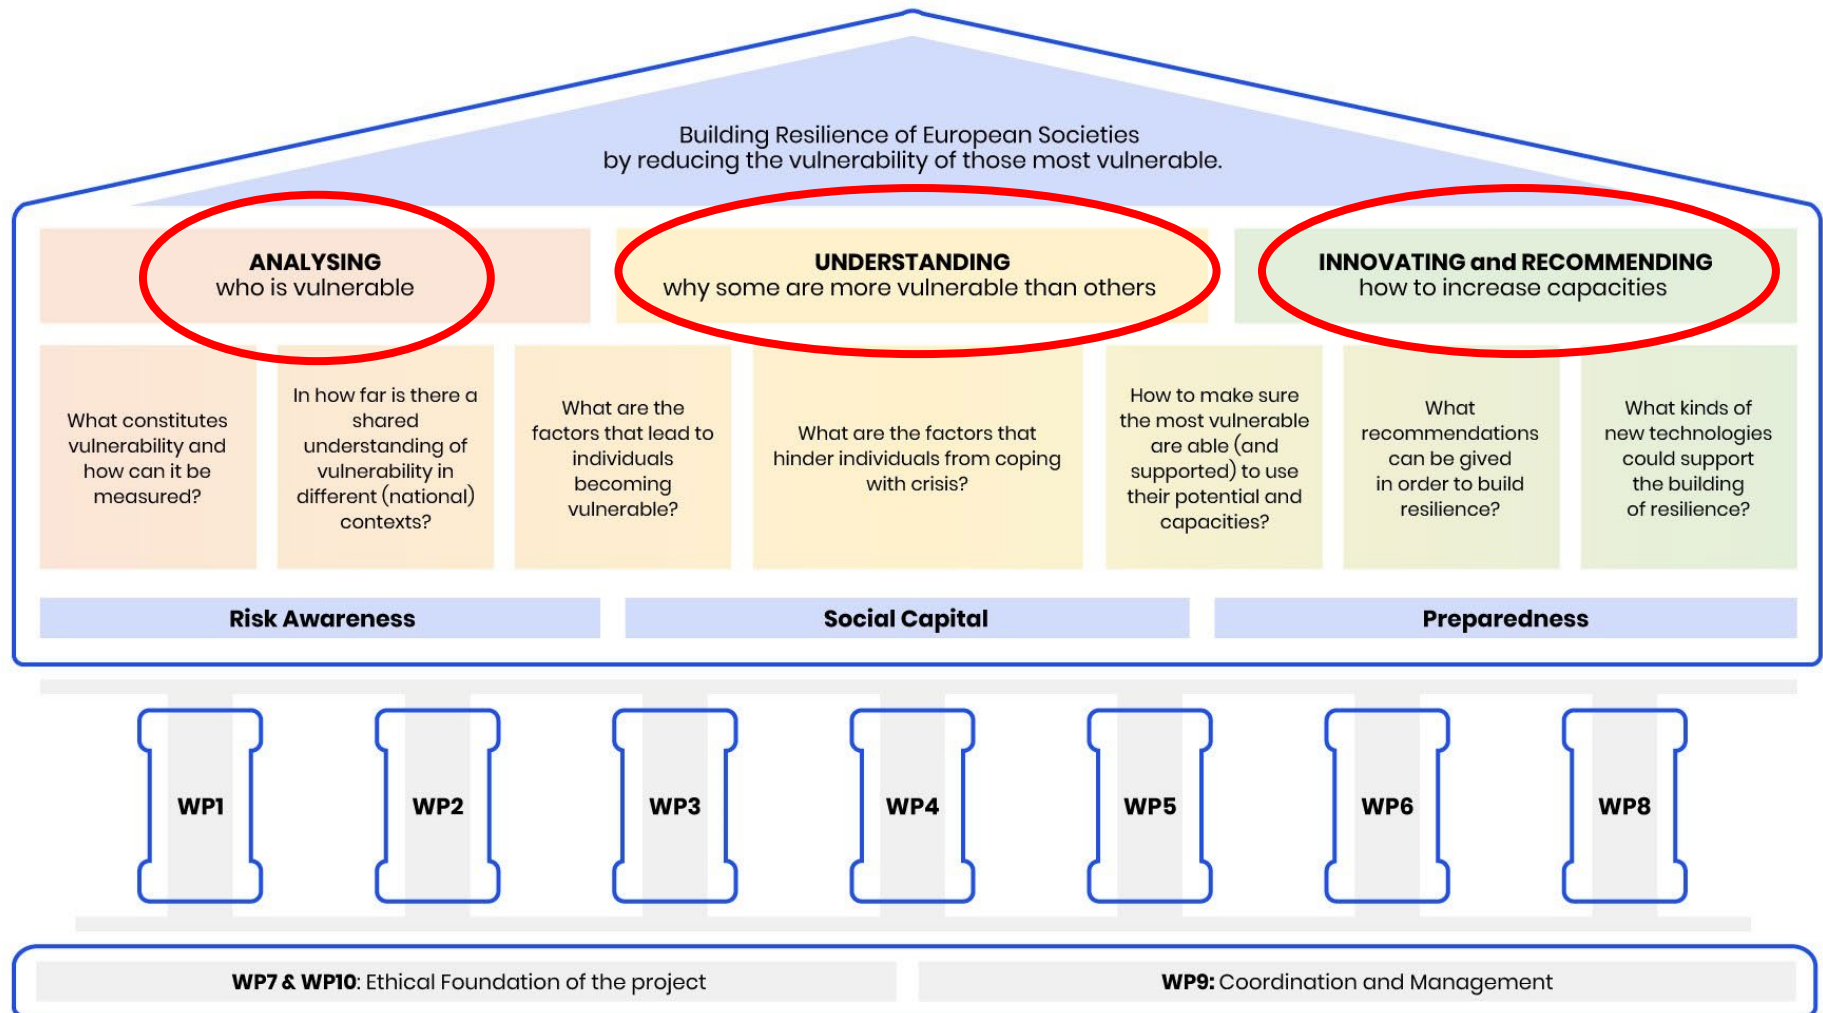 Building Resilience of European Societies
by reducing the vulnerability of those most vulnerable.
ANALYSING
who is vulnerable
UNDERSTANDING
why some are more vulnerable than others
INNOVATING and RECOMMENDING
how to increase capacities
What constitutes
vulnerability and
how can it be
measured?
In how far is there a
shared
understanding of
vulnerability in
different (national)
contexts?
What are the
factors that lead to
individuals
becoming
vulnerable?
What are the factors that
hinder individuals from coping
with crisis?
How to make sure
the most vulnerable
are able (and
supported) to use
their potential and
capacities?
What
recommendations
can be gived
in order to build
resilience?
What kinds of
new technologies
could support
the building
of resilience?
Risk Awareness
Social Capital
Preparedness
WP1
WP2
WP3
WP4
WP5
WP6
WP8
WP7 & WP10: Ethical Foundation of the project
WP9: Coordination and Management